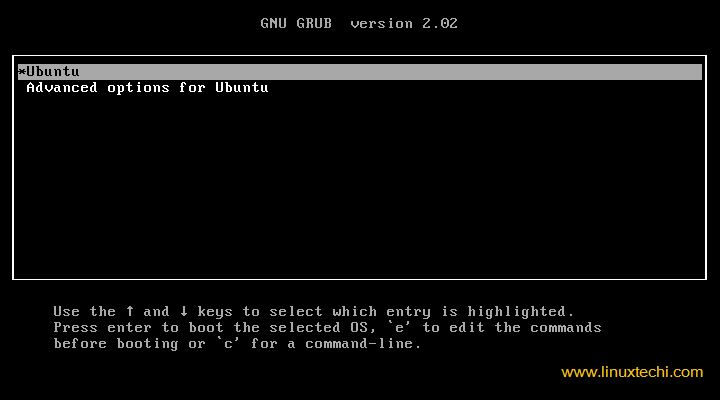 GNU GRUB  version 2.02
*Ubuntu
Advanced options for Ubuntu
Use the ↑ and ↓ keys to select which entry is highlighted.
Press enter to boot the selected OS, `e' to edit the commands
before booting or `c' for a command-line.
www.linuxtechi.com